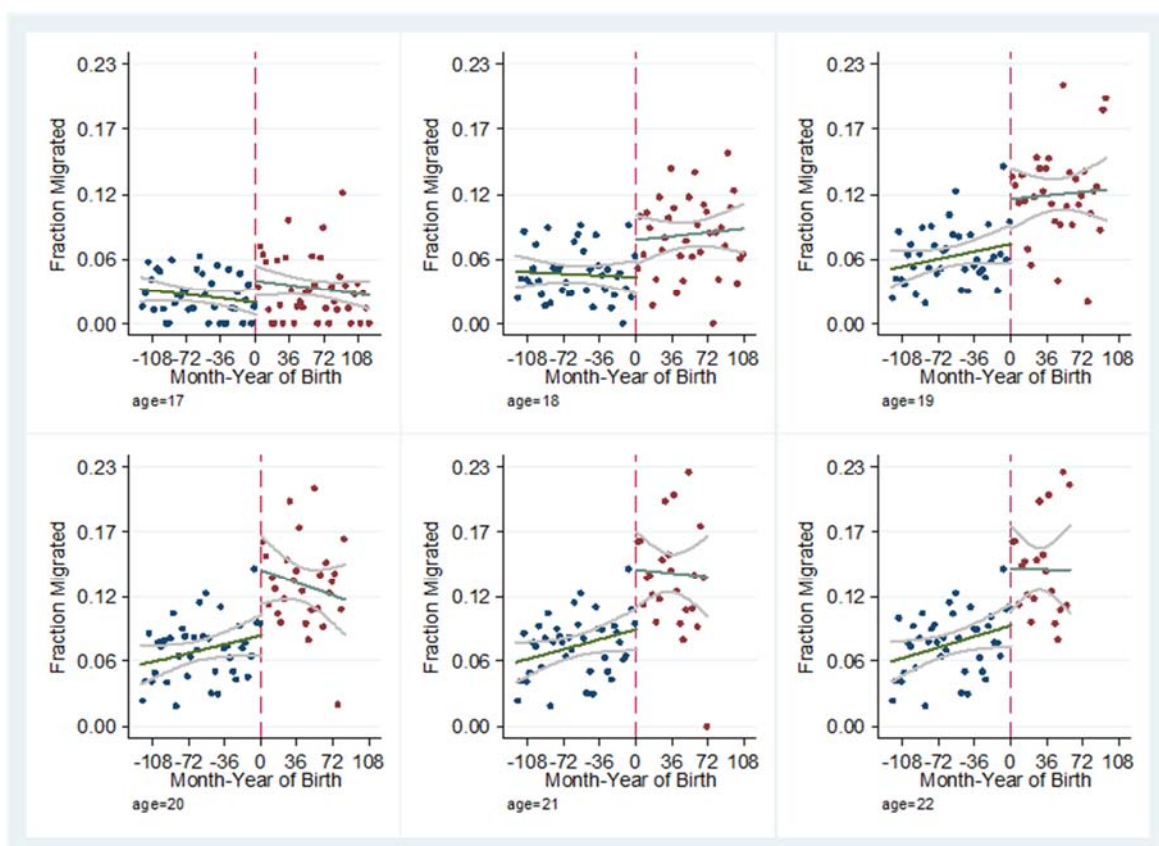 Fraction Migrated
0.23
0.17
0.12
0.06
0.00
-108 -72 -36 0 36 72 108
Month-Year of Birth
age=17
Fraction Migrated
0.23
0.17
0.12
0.06
0.00
-108 -72 -36 0 36 72 108
Month-Year of Birth
age=18
Fraction Migrated
0.23
0.17
0.12
0.06
0.00
-108 -72 -36 0 36 72 108
Month-Year of Birth
age=19
Fraction Migrated
0.23
0.17
0.12
0.06
0.00
-108 -72 -36 0 36 72 108
Month-Year of Birth
age=20
Fraction Migrated
0.23
0.17
0.12
0.06
0.00
-108 -72 -36 0 36 72 108
Month-Year of Birth
age=21
Fraction Migrated
0.23
0.17
0.12
0.06
0.00
-108 -72 -36 0 36 72 108
Month-Year of Birth
age=22